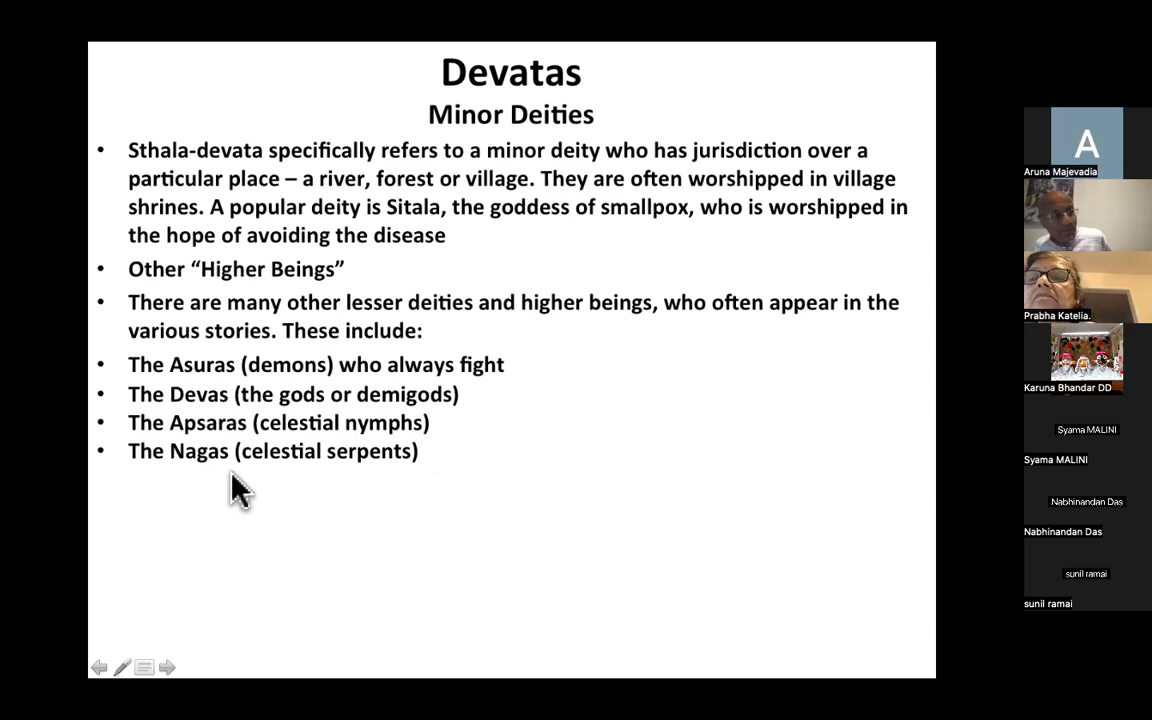 Devatas
Minor Deities
• Sthala-devata specifically refers to a minor deity who has jurisdiction over a
particular place – a river, forest or village. They are often worshipped in village
shrines. A popular deity is Sitala, the goddess of smallpox, who is worshipped in
the hope of avoiding the disease
• Other “Higher Beings”
• There are many other lesser deities and higher beings, who often appear in the
various stories. These include:
• The Asuras (demons) who always fight
• The Devas (the gods or demigods)
• The Apsaras (celestial nymphs)
• The Nagas (celestial serpents)
A
Aruna Majevadia
Prabha Katelia.
Karuna Bhandar DD
Syama MALINI
Syama MALINI
Nabhinandan Das
Nabhinandan Das
sunil ramai
sunil ramai